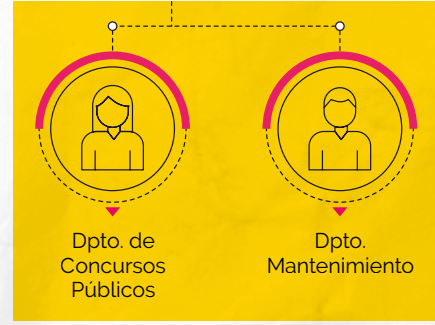 Dpto. de
Concursos
Públicos
Dpto.
Mantenimiento